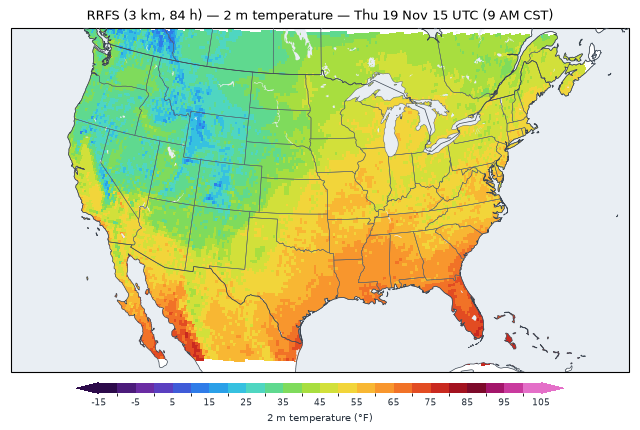 RRFS (3 km, 84 h) — 2 m temperature — Thu 19 Nov 15 UTC (9 AM CST)
-15 -5 5 15 25 35 45 55 65 75 85 95 105
2 m temperature (°F)